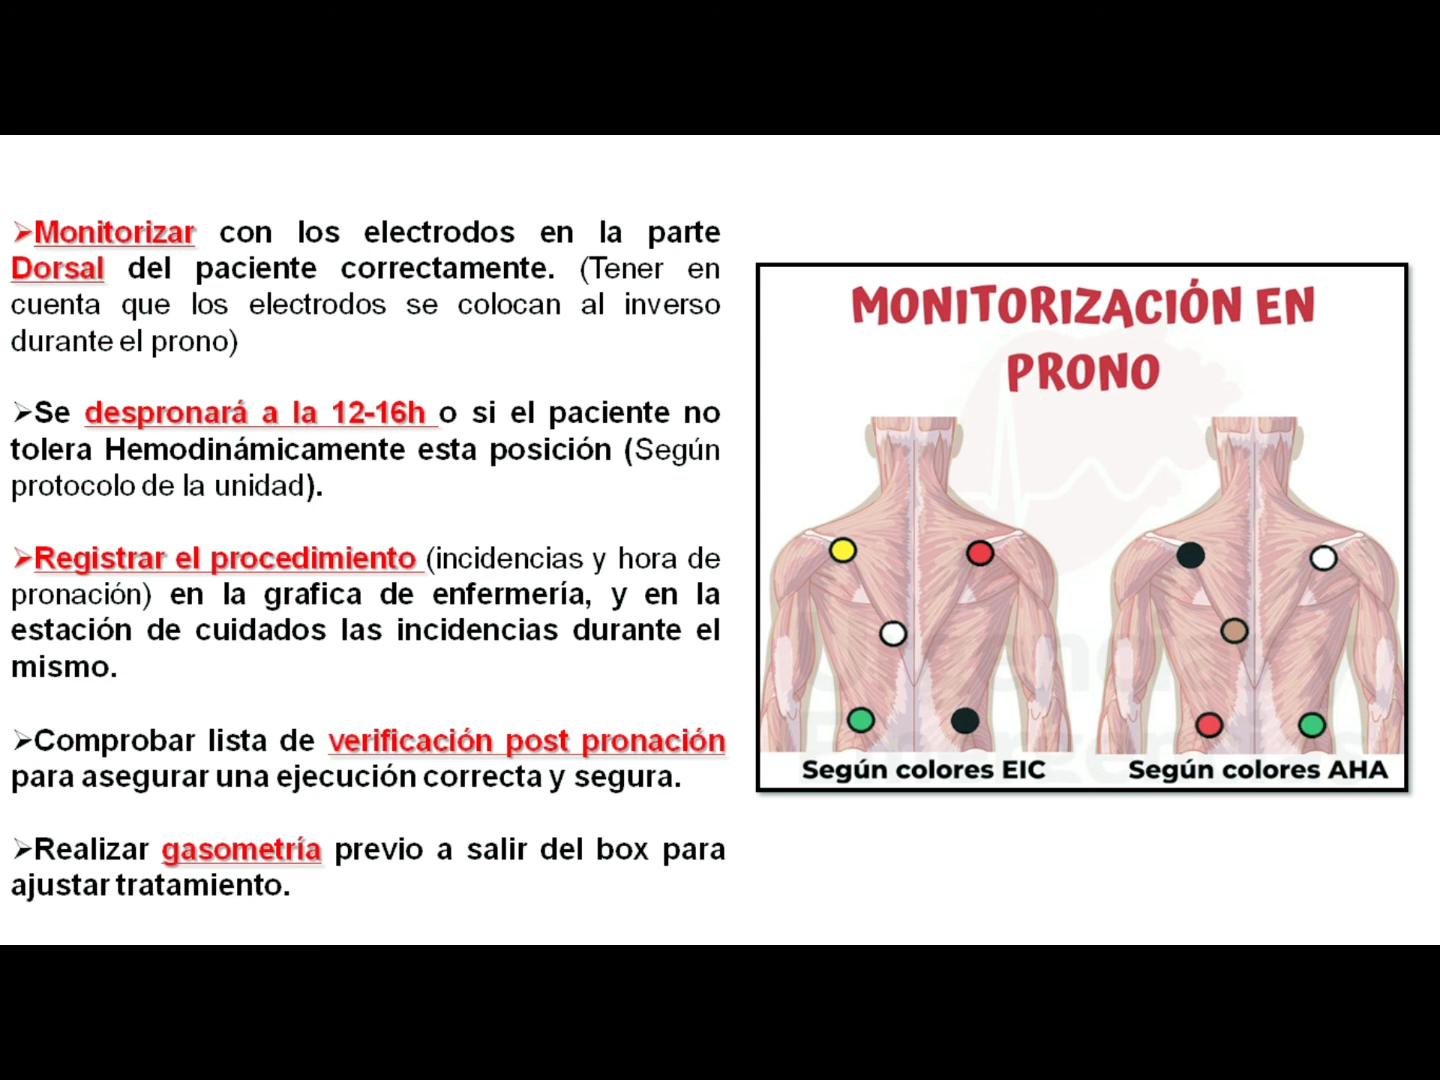 ➢Monitorizar con los electrodos en la parte
Dorsal del paciente correctamente. (Tener en
cuenta que los electrodos se colocan al inverso
durante el prono)
➢Se despronará a la 12-16h o si el paciente no
tolera Hemodinámicamente esta posición (Según
protocolo de la unidad).
➢Registrar el procedimiento (incidencias y hora de
pronación) en la grafica de enfermería, y en la
estación de cuidados las incidencias durante el
mismo.
➢Comprobar lista de verificación post pronación
para asegurar una ejecución correcta y segura.
➢Realizar gasometría previo a salir del box para
ajustar tratamiento.
MONITORIZACIÓN EN
PRONO
Según colores EIC
Según colores AHA